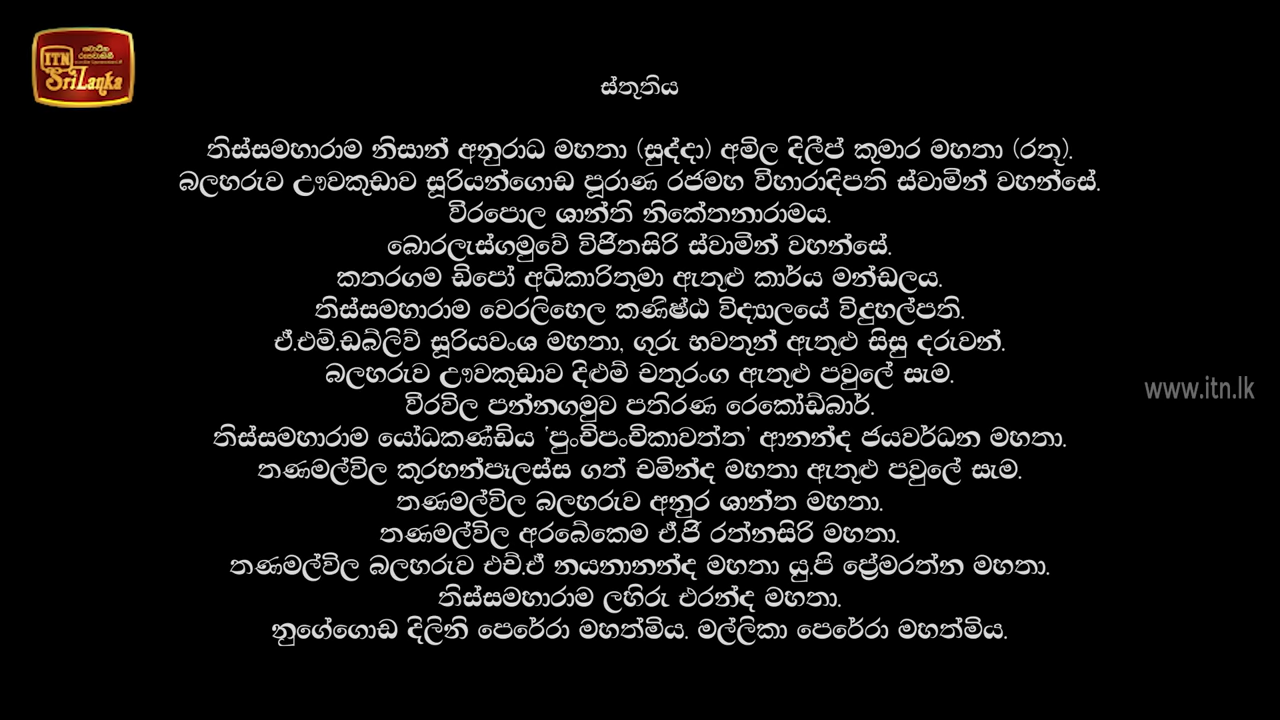 ITN
SriLanka
ස්තූතිය
තිස්සමහාරාම නිසාන් අනුරාධ මහතා (සුද්දා) අමිල දිලීප් කුමාර මහතා (රතු).
බලහරුව ඌවකුඩාව සූරියන්ගොඩ පූරාණ රජමහ විහාරාදිපති ස්වාමීන් වහන්සේ.
වීරපොල ශාන්ති නිකේතනාරාමය.
බොරලැස්ගමුවේ විජිතසිරි ස්වාමීන් වහන්සේ.
කතරගම ඩිපෝ අධිකාරිතුමා ඇතුළු කාර්ය මන්ඩලය.
තිස්සමහාරාම වෙරලිහෙල කණිෂ්ඨ විද්‍යාලයේ විදුහල්පති.
ඒ.එම්.ඩබ්ලිව් සූරියවංශ මහතා, ගුරු භවතුන් ඇතුළු සිසු දරුවන්.
බලහරුව ඌවකුඩාව දිළුම් චතුරංග ඇතුළු පවුලේ සැම.
වීරවිල පන්නගමුව පතිරණ රෙකෝඩ්බාර්.
තිස්සමහාරාම යෝධකණ්ඩිය 'පුංචිපංචිකාවත්ත' ආනන්ද ජයවර්ධන මහතා.
තණමල්විල කුරහන්පෑලස්ස ගත් චමින්ද මහතා ඇතුළු පවුලේ සැම.
තණමල්විල බලහරුව අනුර ශාන්ත මහතා.
තණමල්විල අරබේකෙම ඒ.ජි රත්නසිරි මහතා.
තණමල්විල බලහරුව එච්.ඒ නයනානන්ද මහතා යු.පි ප්‍රේමරත්න මහතා.
තිස්සමහාරාම ලහිරු එරන්ද මහතා.
නුගේගොඩ දිලිනි පෙරේරා මහත්මිය. මල්ලිකා පෙරේරා මහත්මිය.
www.itn.lk